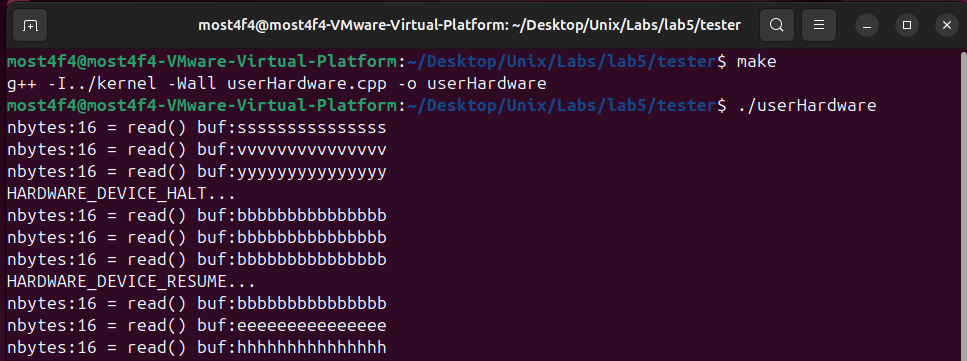 most4f4@most4f4-VMware-Virtual-Platform: ~/Desktop/Unix/Labs/lab5/tester
most4f4@most4f4-VMware-Virtual-Platform:~/Desktop/Unix/Labs/lab5/tester$ make
g++ -I../kernel -Wall userHardware.cpp -o userHardware
most4f4@most4f4-VMware-Virtual-Platform:~/Desktop/Unix/Labs/lab5/tester$ ./userHardware
nbytes:16 = read() buf:sssssssssssssss
nbytes:16 = read() buf:vvvvvvvvvvvvvvv
nbytes:16 = read() buf:yyyyyyyyyyyyyyy
HARDWARE_DEVICE_HALT...
nbytes:16 = read() buf:bbbbbbbbbbbbbbb
nbytes:16 = read() buf:bbbbbbbbbbbbbbb
nbytes:16 = read() buf:bbbbbbbbbbbbbbb
HARDWARE_DEVICE_RESUME...
nbytes:16 = read() buf:bbbbbbbbbbbbbbb
nbytes:16 = read() buf:eeeeeeeeeeeeeee
nbytes:16 = read() buf:hhhhhhhhhhhhhhh